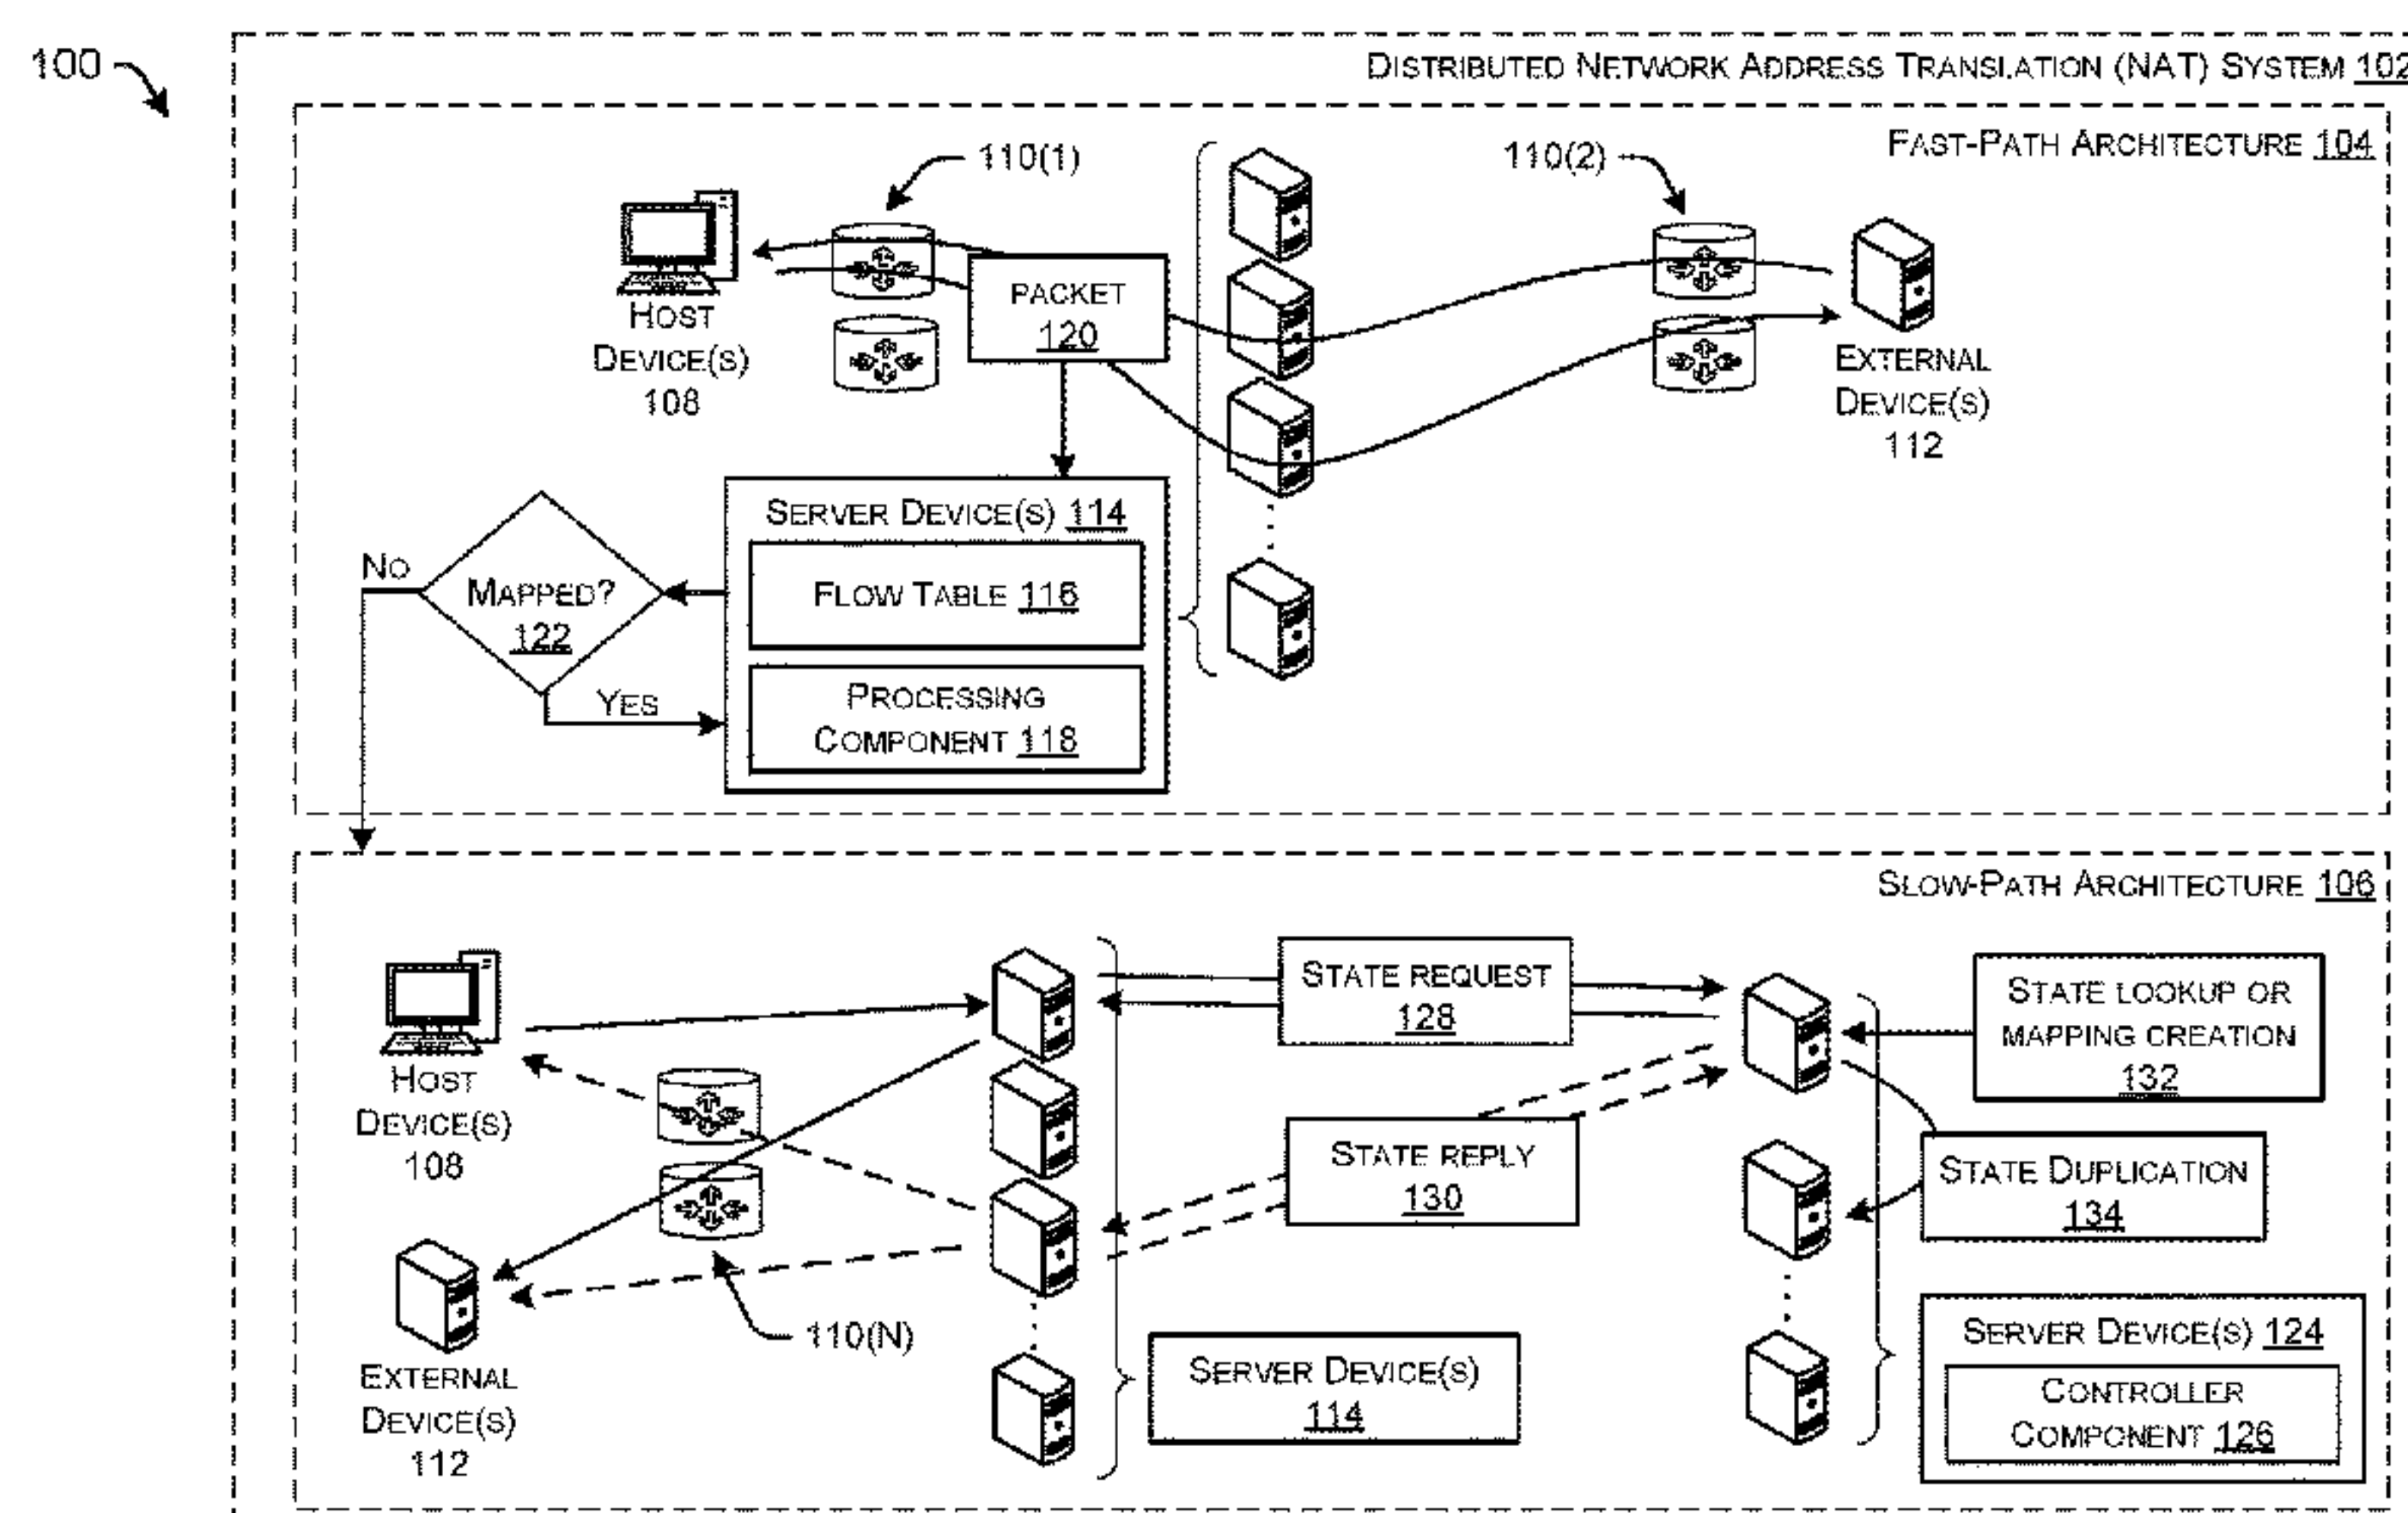 100
DISTRIBUTED NETWORK ADDRESS TRANSLATION (NAT) SYSTEM 102
FAST-PATH ARCHITECTURE 104
110(1)
110(2)
HOST
DEVICE(S)
108
PACKET
120
EXTERNAL
DEVICE(S)
112
SERVER DEVICE(S) 114
FLOW TABLE 116
PROCESSING
COMPONENT 118
NO
MAPPED?
122
YES
SLOW-PATH ARCHITECTURE 106
HOST
DEVICE(S)
108
STATE REQUEST
128
STATE LOOKUP OR
MAPPING CREATION
132
STATE REPLY
130
STATE DUPLICATION
134
EXTERNAL
DEVICE(S)
112
110(N)
SERVER DEVICE(S)
114
SERVER DEVICE(S) 124
CONTROLLER
COMPONENT 126